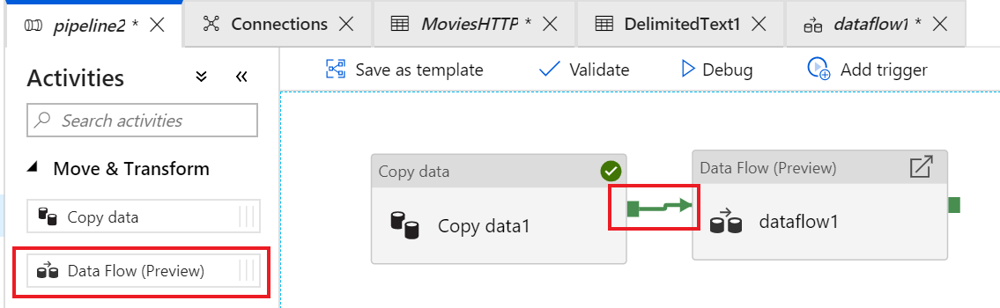 pipeline2 *
Connections
MoviesHTTP *
DelimitedText1
dataflow1 *
Activities
Save as template
Validate
Debug
Add trigger
Search activities
Move & Transform
Copy data
Data Flow (Preview)
Copy data
Copy data1
Data Flow (Preview)
dataflow1